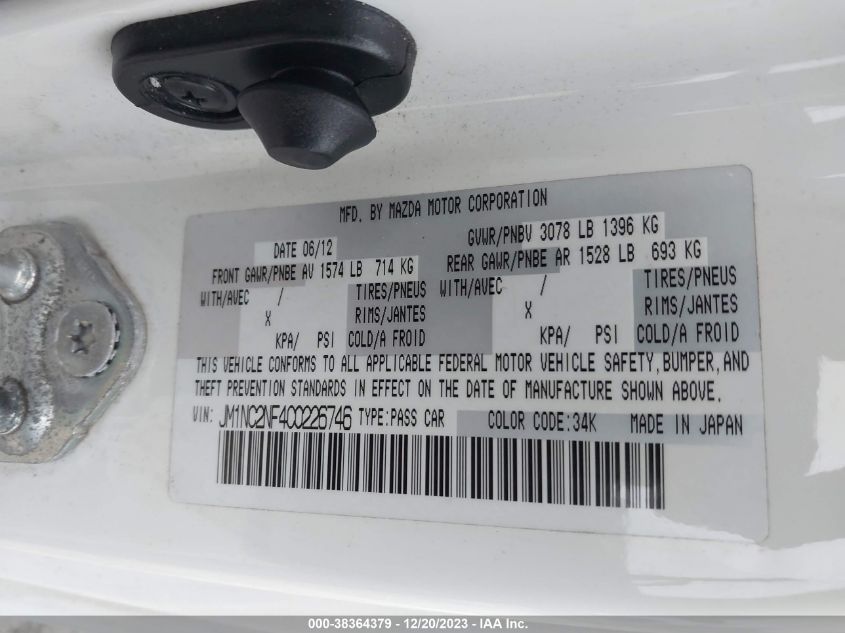 MFD. BY MAZDA MOTOR CORPORATION
DATE 06/12 GVWR/PNBV 3078 LB 1396 KG
FRONT GAWR/PNBE AV 1574 LB 714 KG REAR GAWR/PNBE AR 1528 LB 693 KG
WITH/AVEC / TIRES/PNEUS WITH/AVEC / TIRES/PNEUS
X RIMS/JANTES X RIMS/JANTES
KPA/ PSI COLD/A FROID KPA/ PSI COLD/A FROID
THIS VEHICLE CONFORMS TO ALL APPLICABLE FEDERAL MOTOR VEHICLE SAFETY,BUMPER,AND
THEFT PREVENTION STANDARDS IN EFFECT ON THE DATE OF MANUFACTURE SHOWN ABOVE.
VIN: JM1NC2NF4C0226746 TYPE:PASS CAR COLOR CODE:34K MADE IN JAPAN
000-38364379 - 12/20/2023 - IAA Inc.